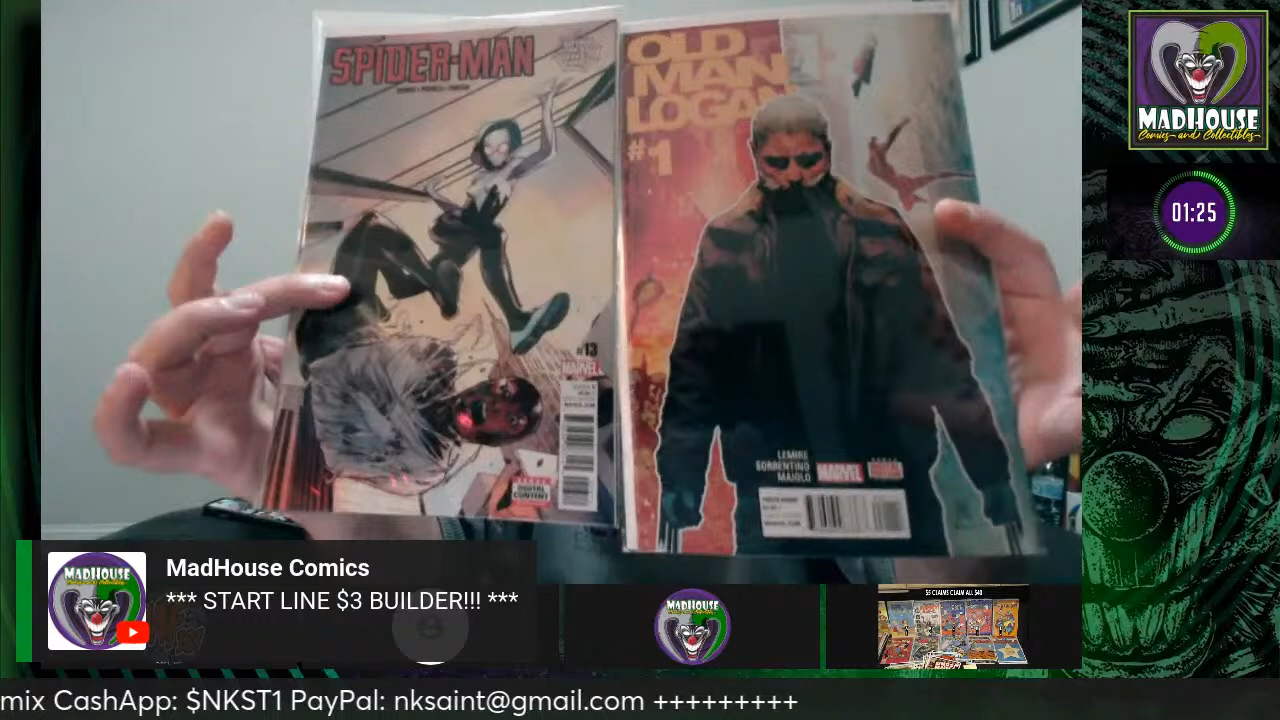 SPIDER-MAN
#13
MARVEL
DIGITAL
CONTENT
OLD
MAN
LOGAN
#1
LEMIRE
SORRENTINO
MAIOLO
MARVEL
MADHOUSE
Comics and Collectibles
01:25
MADHOUSE
MadHouse Comics
*** START LINE $3 BUILDER!!! ***
MADHOUSE
$5 CLAIMS CLAIM ALL $40
mix CashApp: $NKST1 PayPal: nksaint@gmail.com +++++++++